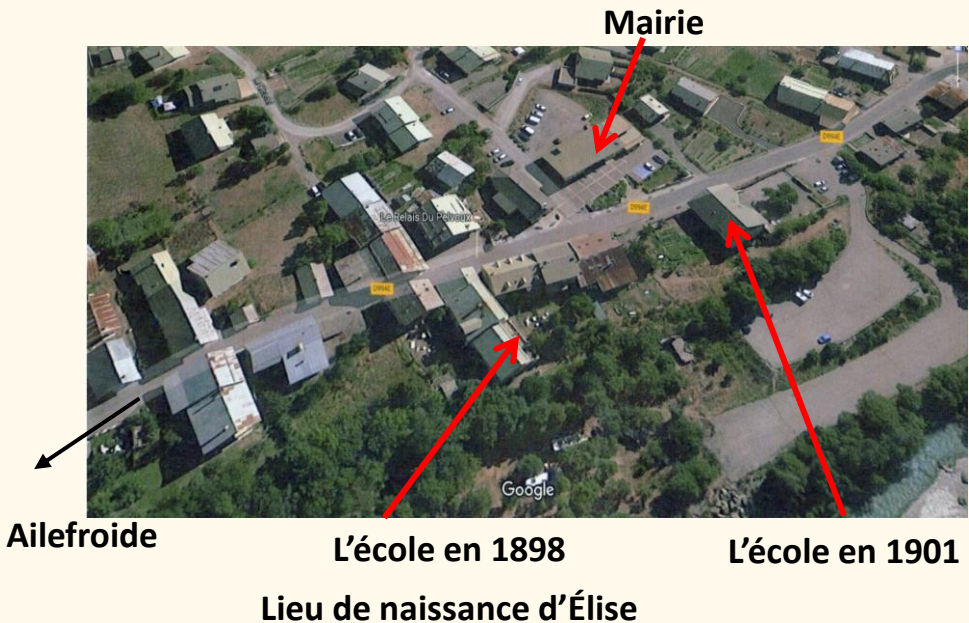 Mairie
D994E
D994E
Le Relais Du Pelvoux
D994E
Google
Ailefroide
L'école en 1898
L'école en 1901
Lieu de naissance d'Élise